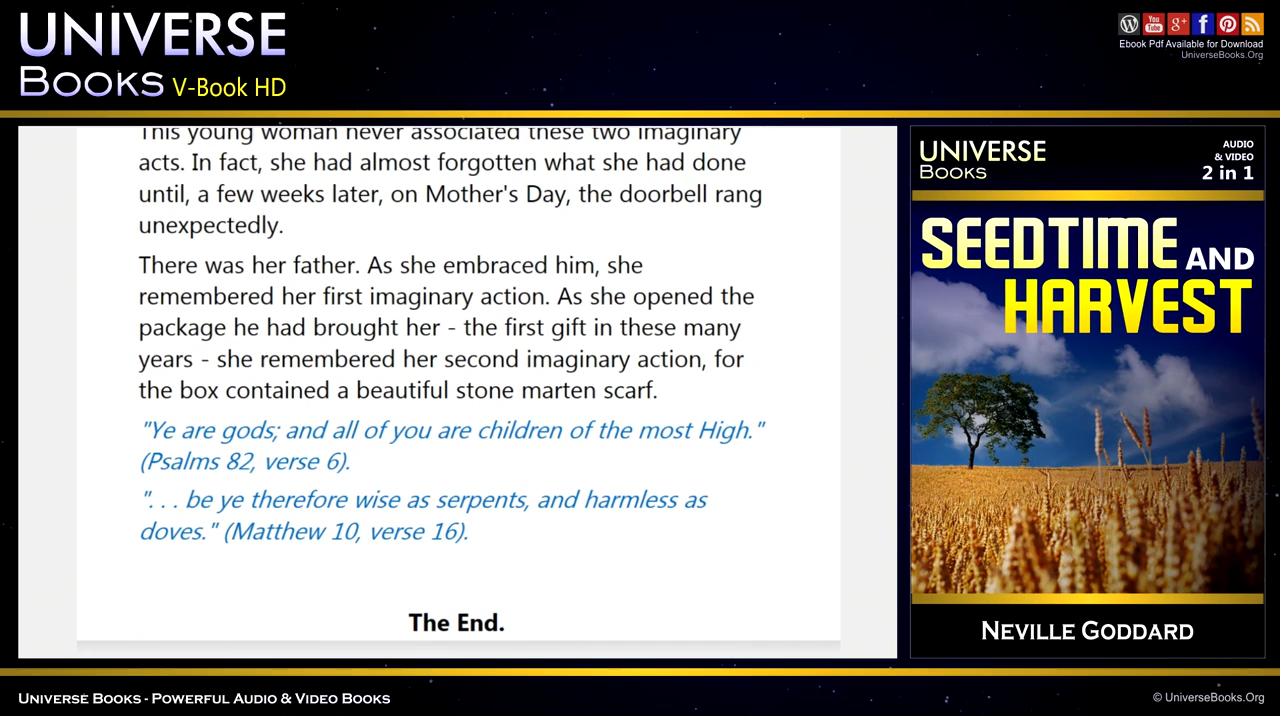 UNIVERSE
BOOKS V-Book HD
W You Tube g+ f
Ebook Pdf Available for Download
UniverseBooks.Org
This young woman never associated these two imaginary
acts. In fact, she had almost forgotten what she had done
until, a few weeks later, on Mother's Day, the doorbell rang
unexpectedly.
There was her father. As she embraced him, she
remembered her first imaginary action. As she opened the
package he had brought her - the first gift in these many
years - she remembered her second imaginary action, for
the box contained a beautiful stone marten scarf.
"Ye are gods; and all of you are children of the most High."
(Psalms 82, verse 6).
". . . be ye therefore wise as serpents, and harmless as
doves." (Matthew 10, verse 16).
The End.
UNIVERSE
BOOKS
AUDIO
& VIDEO
2 in 1
SEEDTIME AND
HARVEST
NEVILLE GODDARD
UNIVERSE BOOKS - POWERFUL AUDIO & VIDEO BOOKS
© UniverseBooks.Org